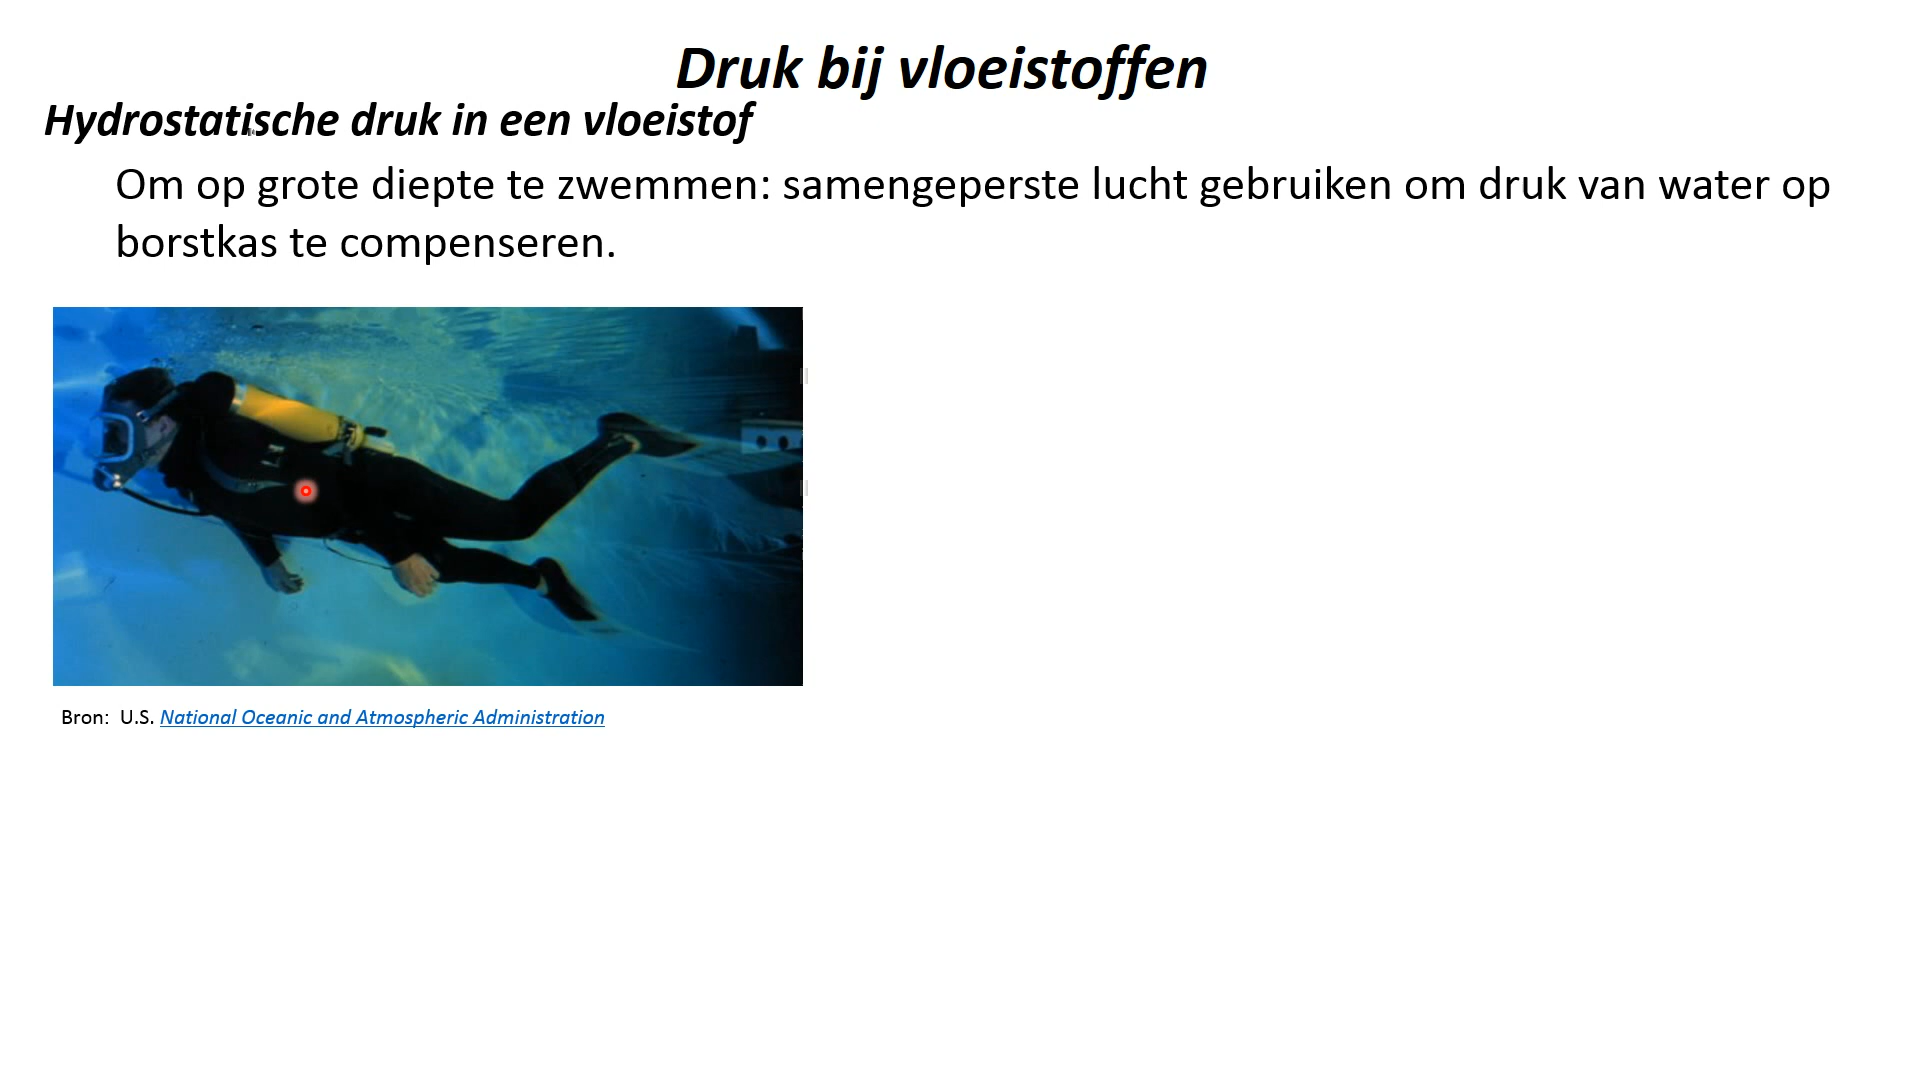 Druk bij vloeistoffen
Hydrostatische druk in een vloeistof
Om op grote diepte te zwemmen: samengeperste lucht gebruiken om druk van water op
borstkas te compenseren.
Bron:  U.S. National Oceanic and Atmospheric Administration